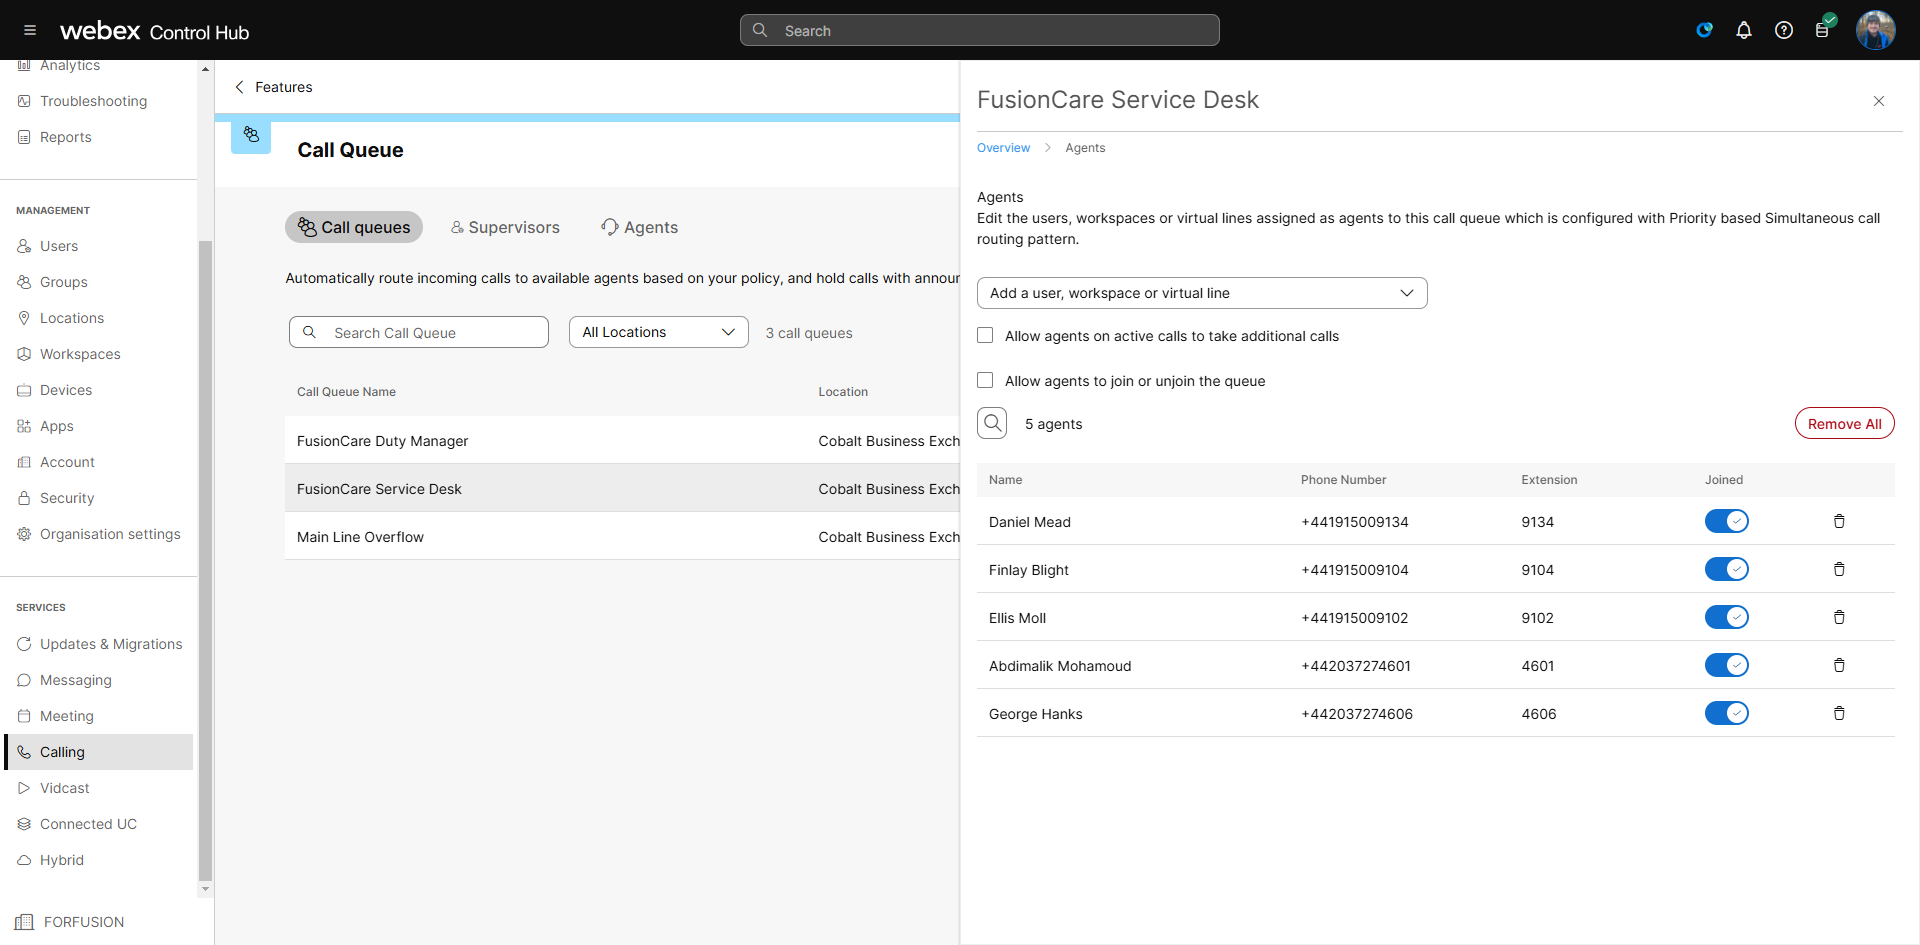 webex Control Hub
Search
Analytics
Troubleshooting
Reports
MANAGEMENT
Users
Groups
Locations
Workspaces
Devices
Apps
Account
Security
Organisation settings
SERVICES
Updates & Migrations
Messaging
Meeting
Calling
Vidcast
Connected UC
Hybrid
FORFUSION
Features
Call Queue
Call queues Supervisors Agents
Automatically route incoming calls to available agents based on your policy, and hold calls with annour
Search Call Queue All Locations 3 call queues
Call Queue Name Location
FusionCare Duty Manager Cobalt Business Exch
FusionCare Service Desk Cobalt Business Exch
Main Line Overflow Cobalt Business Exch
FusionCare Service Desk
Overview Agents
Agents
Edit the users, workspaces or virtual lines assigned as agents to this call queue which is configured with Priority based Simultaneous call
routing pattern.
Add a user, workspace or virtual line
Allow agents on active calls to take additional calls
Allow agents to join or unjoin the queue
5 agents Remove All
Name Phone Number Extension Joined
Daniel Mead +441915009134 9134
Finlay Blight +441915009104 9104
Ellis Moll +441915009102 9102
Abdimalik Mohamoud +442037274601 4601
George Hanks +442037274606 4606